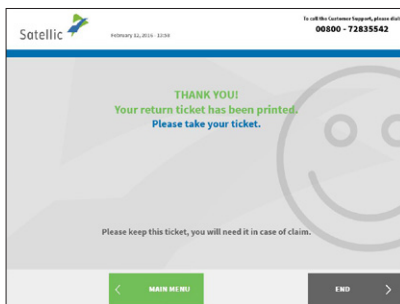 Satellic
February 12, 2016 - 13:08
To call the Customer Support, please dial:
00800 - 72835542
THANK YOU!
Your return ticket has been printed.
Please take your ticket.
Please keep this ticket, you will need it in case of claim.
MAIN MENU
END